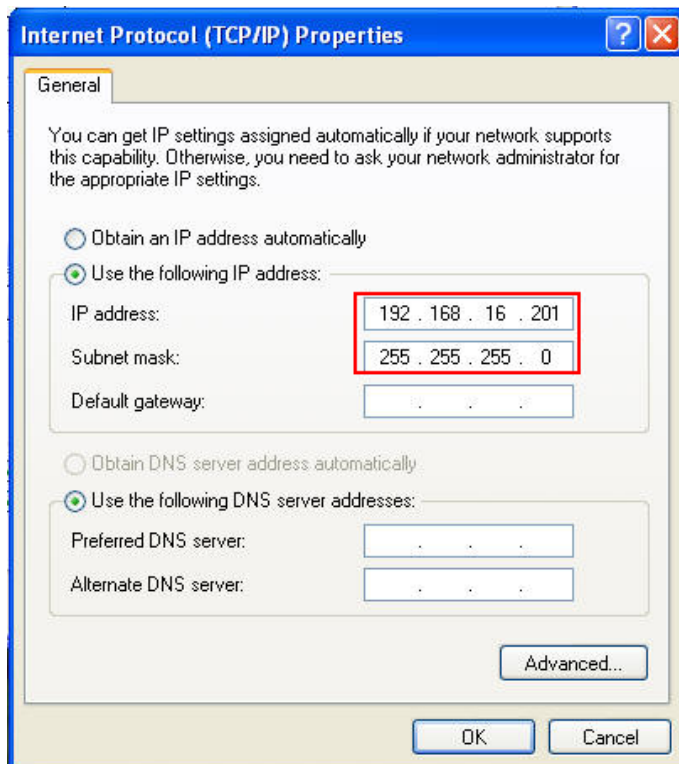 Internet Protocol (TCP/IP) Properties
General
You can get IP settings assigned automatically if your network supports
this capability. Otherwise, you need to ask your network administrator for
the appropriate IP settings.
Obtain an IP address automatically
Use the following IP address:
IP address: 192 . 168 . 16 . 201
Subnet mask: 255 . 255 . 255 . 0
Default gateway: . . .
Obtain DNS server address automatically
Use the following DNS server addresses:
Preferred DNS server: . . .
Alternate DNS server: . . .
Advanced...
OK Cancel